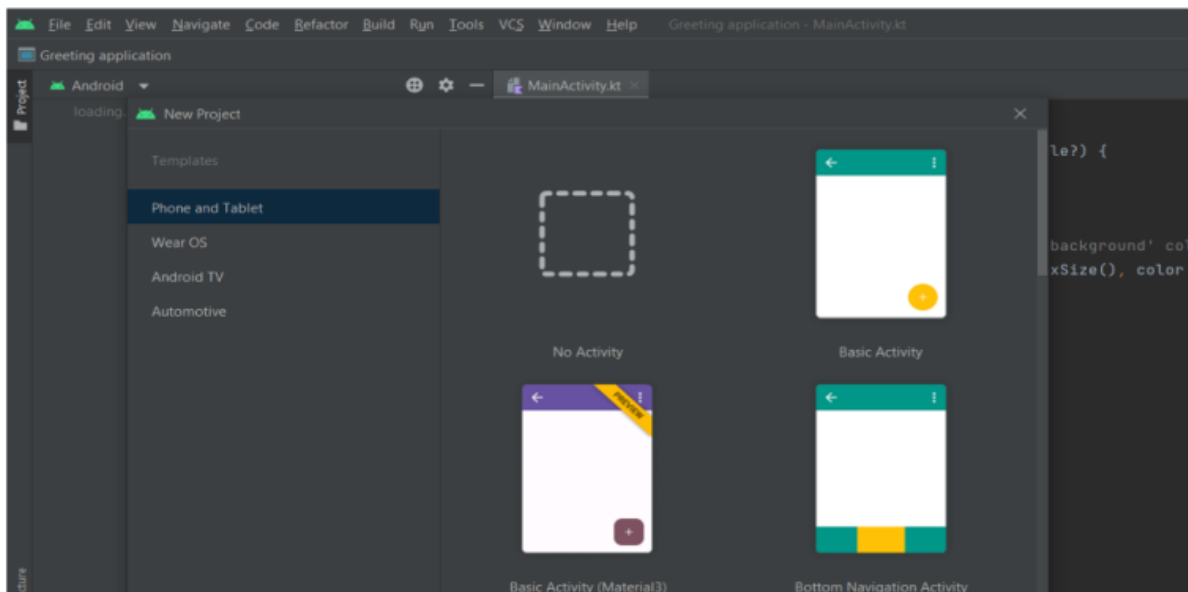 File Edit View Navigate Code Refactor Build Run Tools VCS Window Help Greeting application - MainActivity.kt
Greeting application
Project
Android
MainActivity.kt
loading.
New Project
Templates
Phone and Tablet
Wear OS
Android TV
Automotive
No Activity
Basic Activity
PREVIEW
Basic Activity (Material3)
Bottom Navigation Activity
le?) {
background' col
xSize(), color
cture